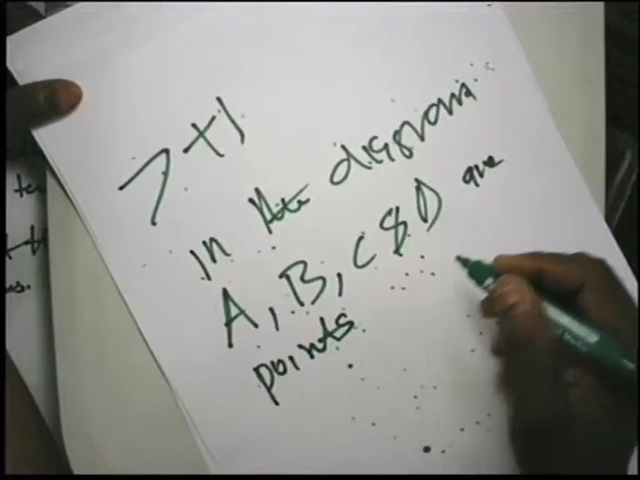 7+1
in the diagram
A, B, C & D are
points